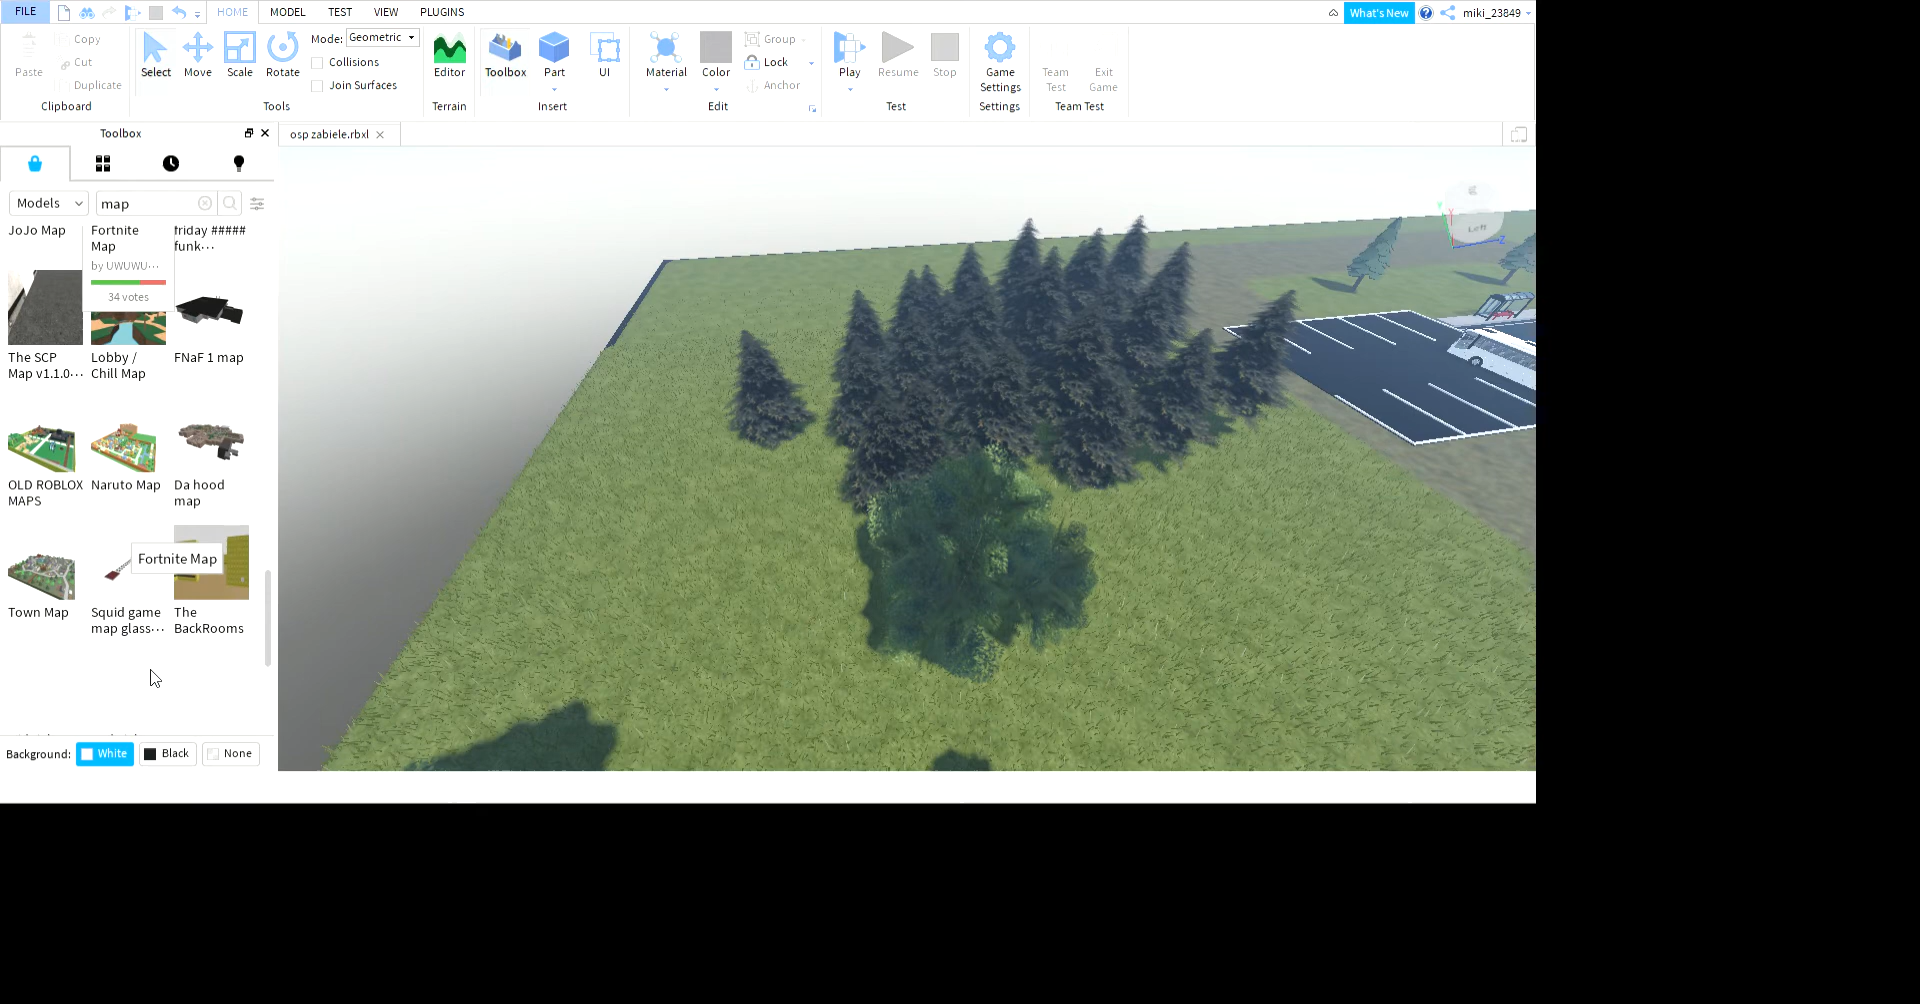 FILE HOME MODEL TEST VIEW PLUGINS What's New miki_23849
Paste Copy Cut Duplicate
Select Move Scale Rotate Mode: Geometric Collisions Join Surfaces
Editor Toolbox Part UI Material Color Group Lock Anchor
Play Resume Stop Game Settings Team Test Exit Game
Clipboard Tools Terrain Insert Edit Test Settings Team Test
Toolbox osp zabiele.rbxl
Models map
JoJo Map
Fortnite Map
by UWUWU...
34 votes
friday ##### funk...
The SCP Map v1.1.0...
Lobby / Chill Map
FNaF 1 map
OLD ROBLOX MAPS
Naruto Map
Da hood map
Fortnite Map
Town Map
Squid game map glass...
The BackRooms
Left
Background: White Black None